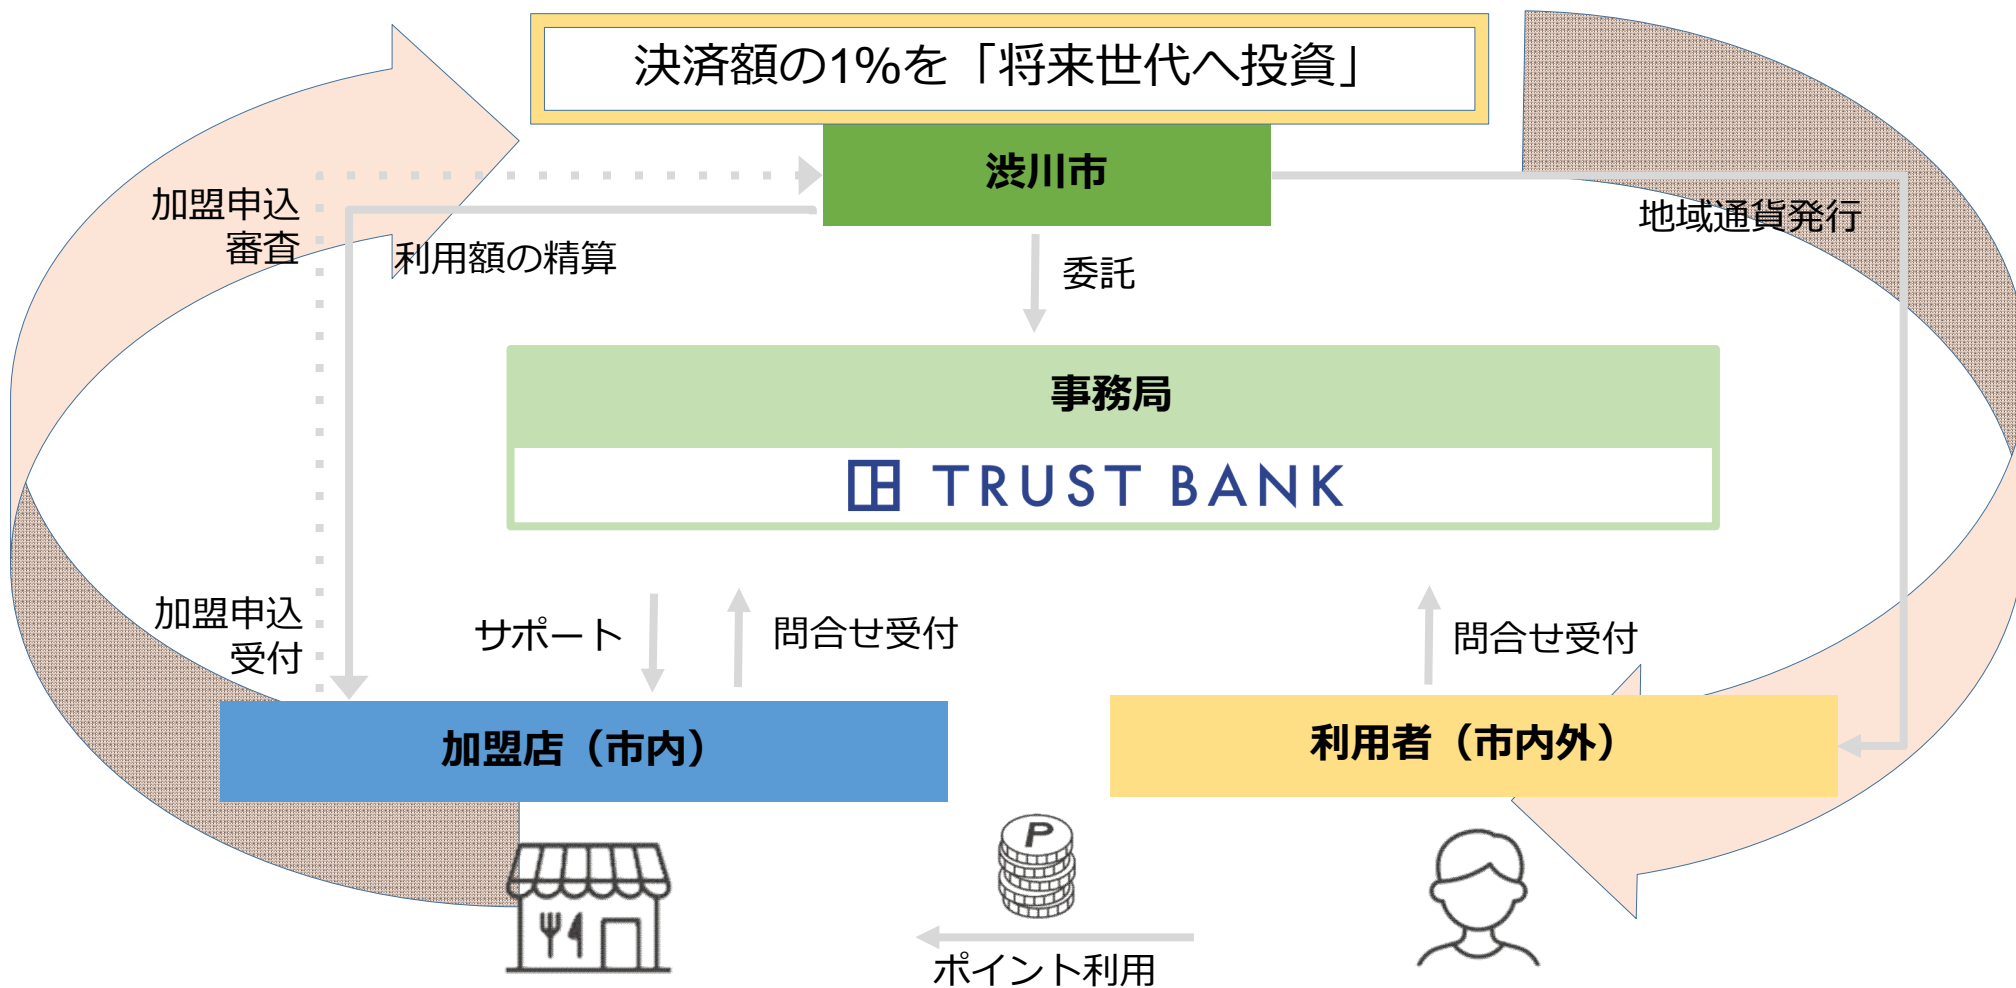 決済額の1%を「将来世代へ投資」
渋川市
加盟申込
審査
利用額の精算
地域通貨発行
委託
事務局
TRUST BANK
加盟申込
受付
サポート
問合せ受付
問合せ受付
加盟店（市内）
利用者（市内外）
P
ポイント利用